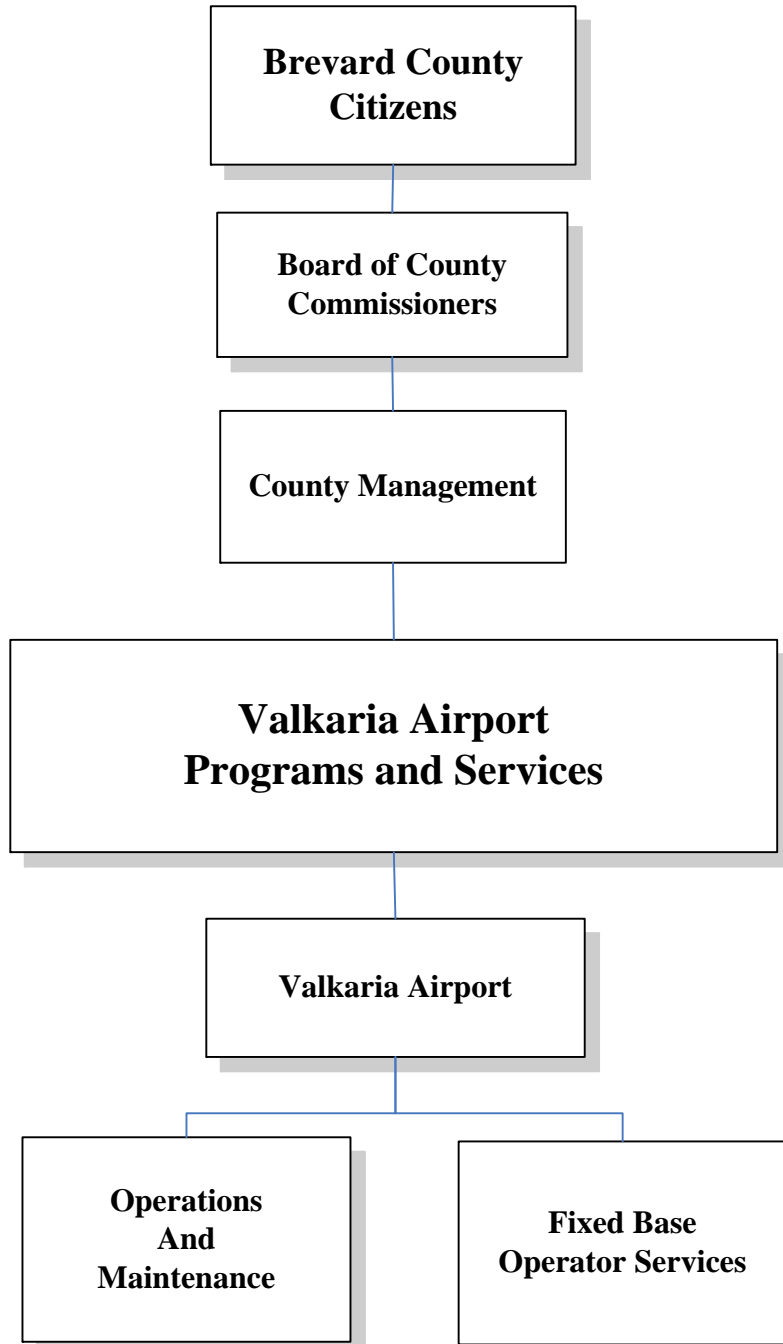 Brevard County
Citizens
Board of County
Commissioners
County Management
Valkaria Airport
Programs and Services
Valkaria Airport
Operations
And
Maintenance
Fixed Base
Operator Services